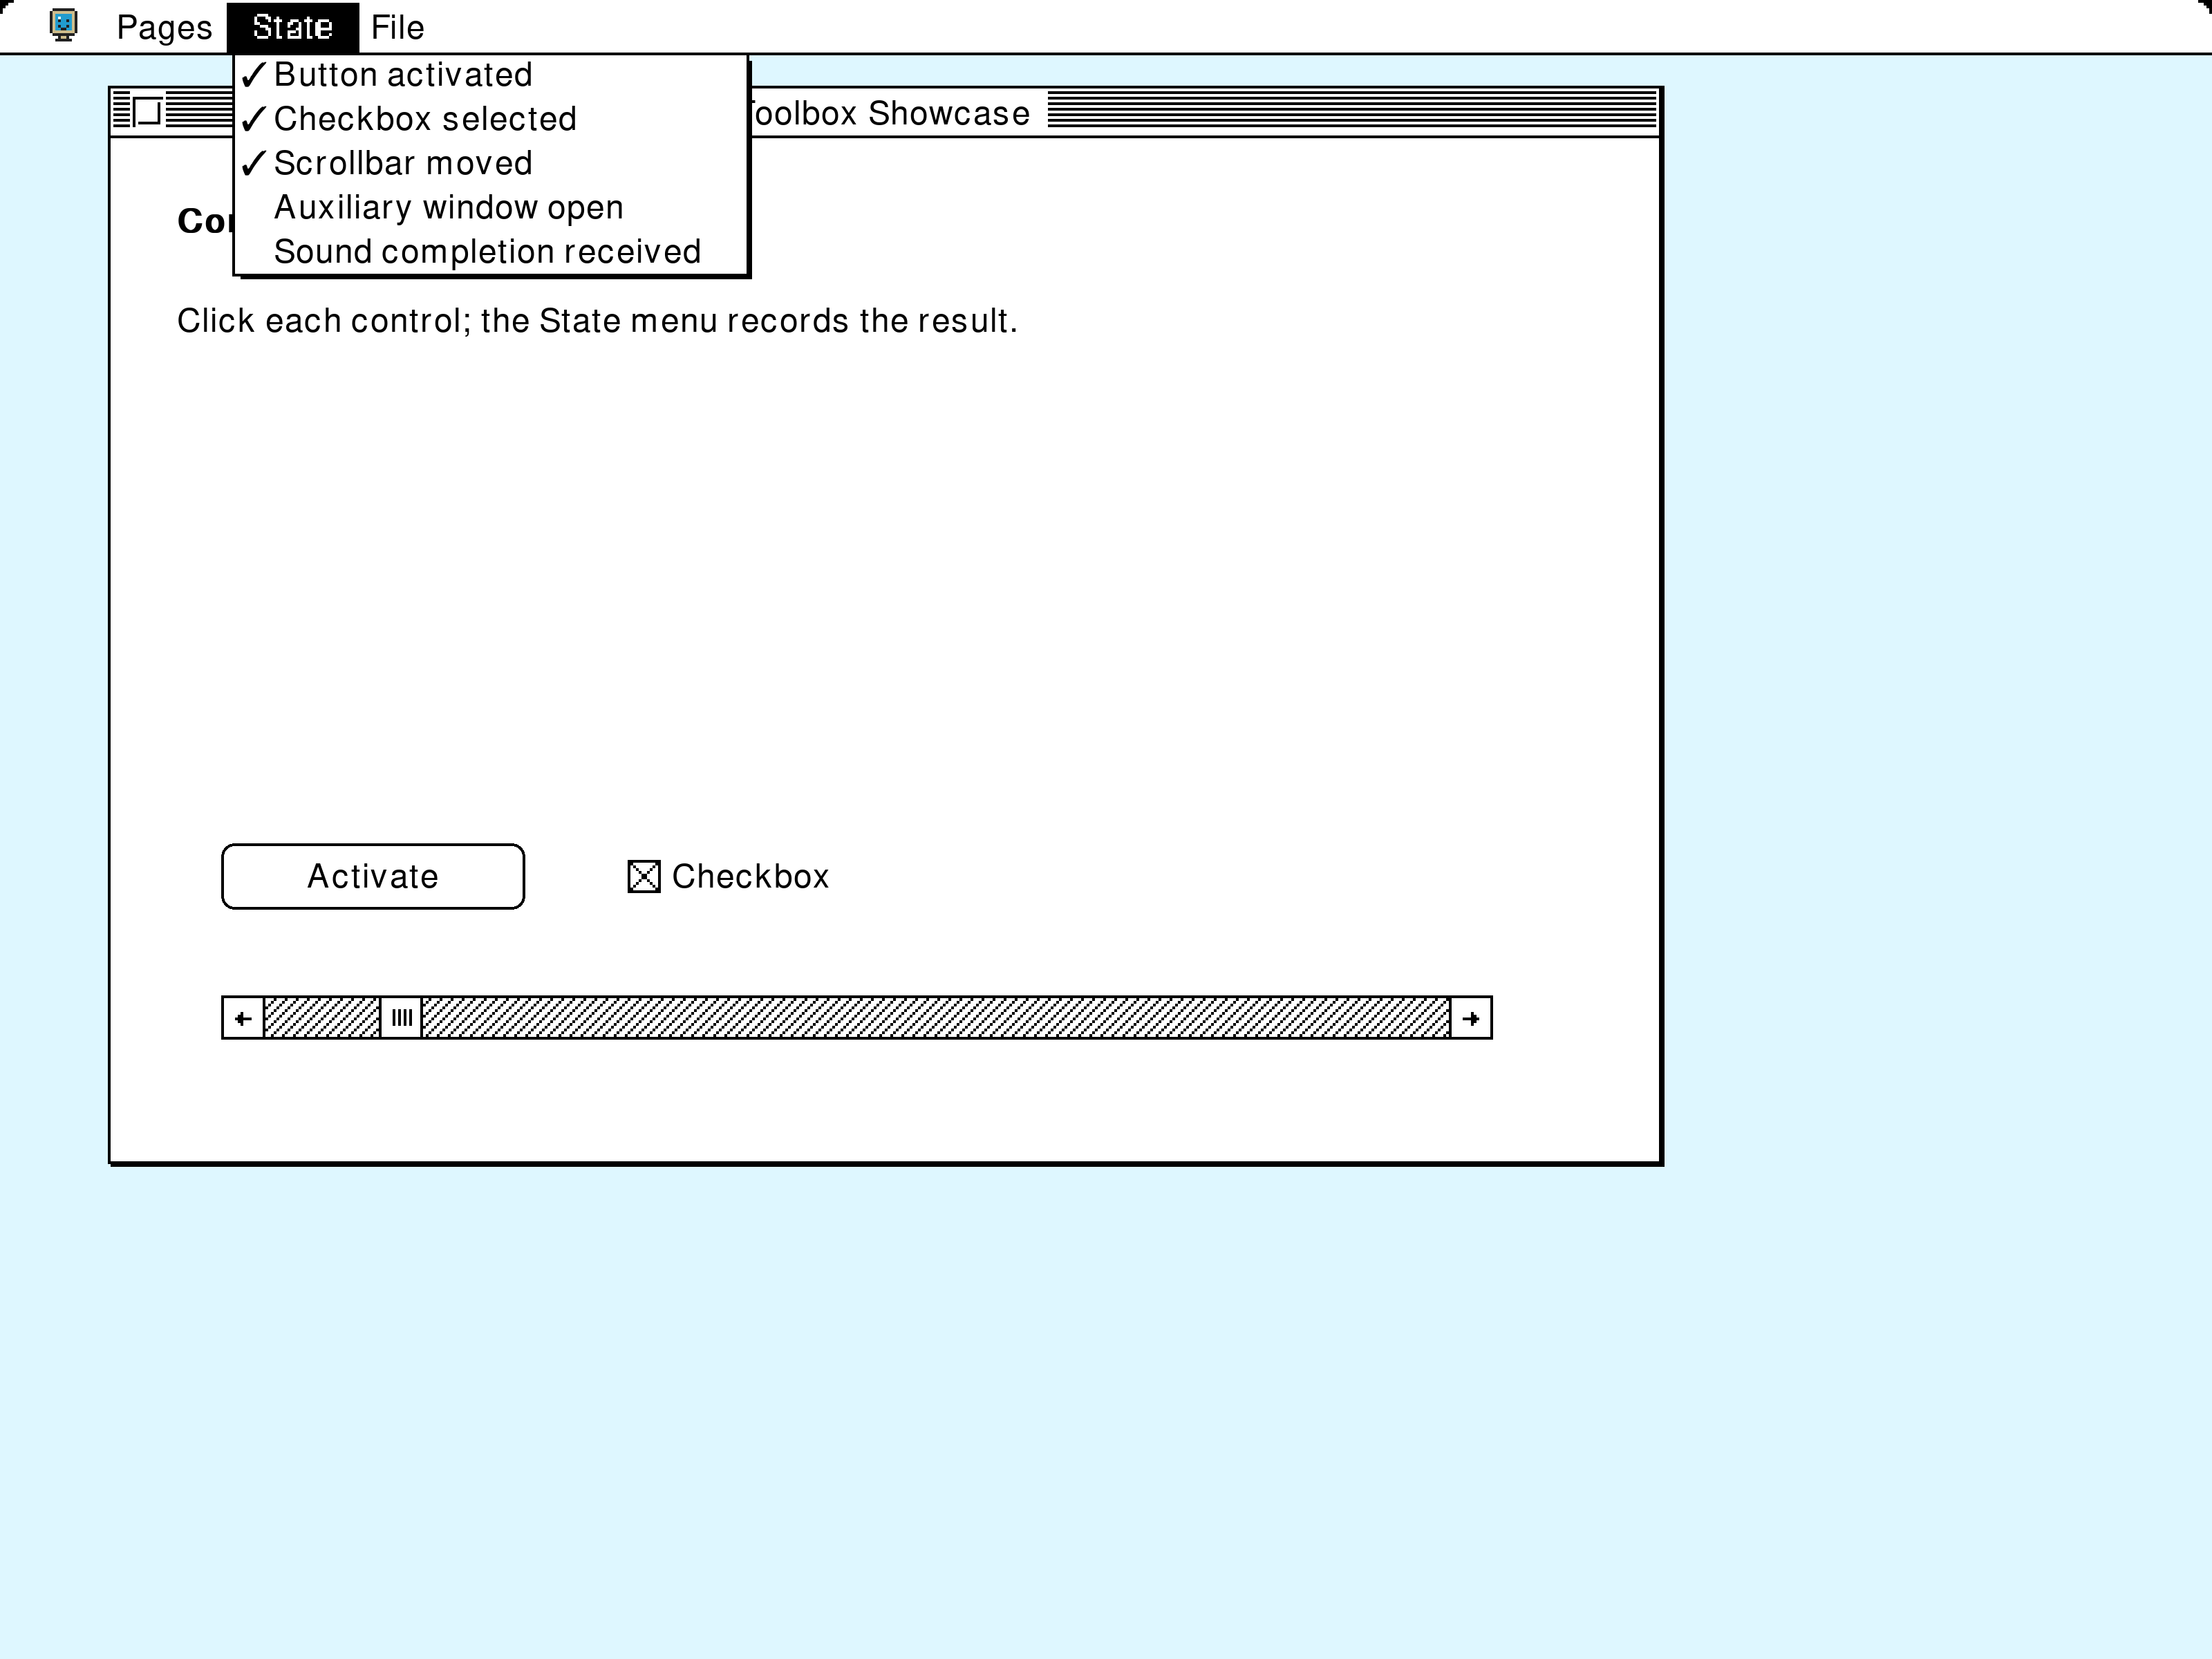 Pages State File
✓ Button activated
✓ Checkbox selected
✓ Scrollbar moved
Auxiliary window open
Sound completion received
oolbox Showcase
Click each control; the State menu records the result.
Activate
Checkbox